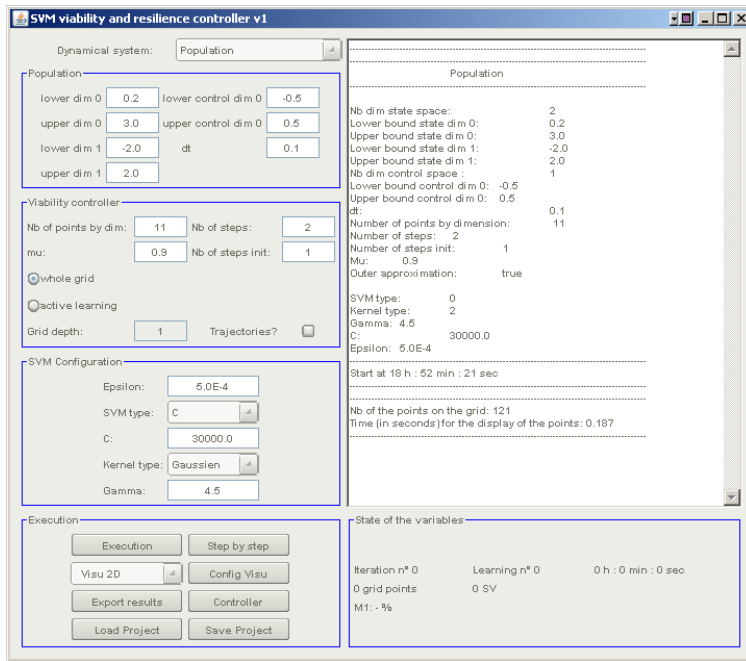 SVM viability and resilience controller v1
Dynamical system: Population
Population
lower dim 0 0.2 lower control dim 0 -0.5
upper dim 0 3.0 upper control dim 0 0.5
lower dim 1 -2.0 dt 0.1
upper dim 1 2.0
Viability controller
Nb of points by dim: 11 Nb of steps: 2
mu: 0.9 Nb of steps init: 1
whole grid
active learning
Grid depth: 1 Trajectories?
SVM Configuration
Epsilon: 5.0E-4
SVM type: C
C: 30000.0
Kernel type: Gaussien
Gamma: 4.5
Execution
Execution Step by step
Visu 2D Config Visu
Export results Controller
Load Project Save Project
Population
Nb dim state space: 2
Lower bound state dim 0: 0.2
Upper bound state dim 0: 3.0
Lower bound state dim 1: -2.0
Upper bound state dim 1: 2.0
Nb dim control space : 1
Lower bound control dim 0: -0.5
Upper bound control dim 0: 0.5
dt: 0.1
Number of points by dimension: 11
Number of steps: 2
Number of steps init: 1
Mu: 0.9
Outer approximation: true
SVM type: 0
Kernel type: 2
Gamma: 4.5
C: 30000.0
Epsilon: 5.0E-4
Start at 18 h : 52 min : 21 sec
Nb of the points on the grid: 121
Time (in seconds) for the display of the points: 0.187
State of the variables
Iteration n° 0 Learning n° 0 0 h : 0 min : 0 sec
0 grid points 0 SV
M1: - %